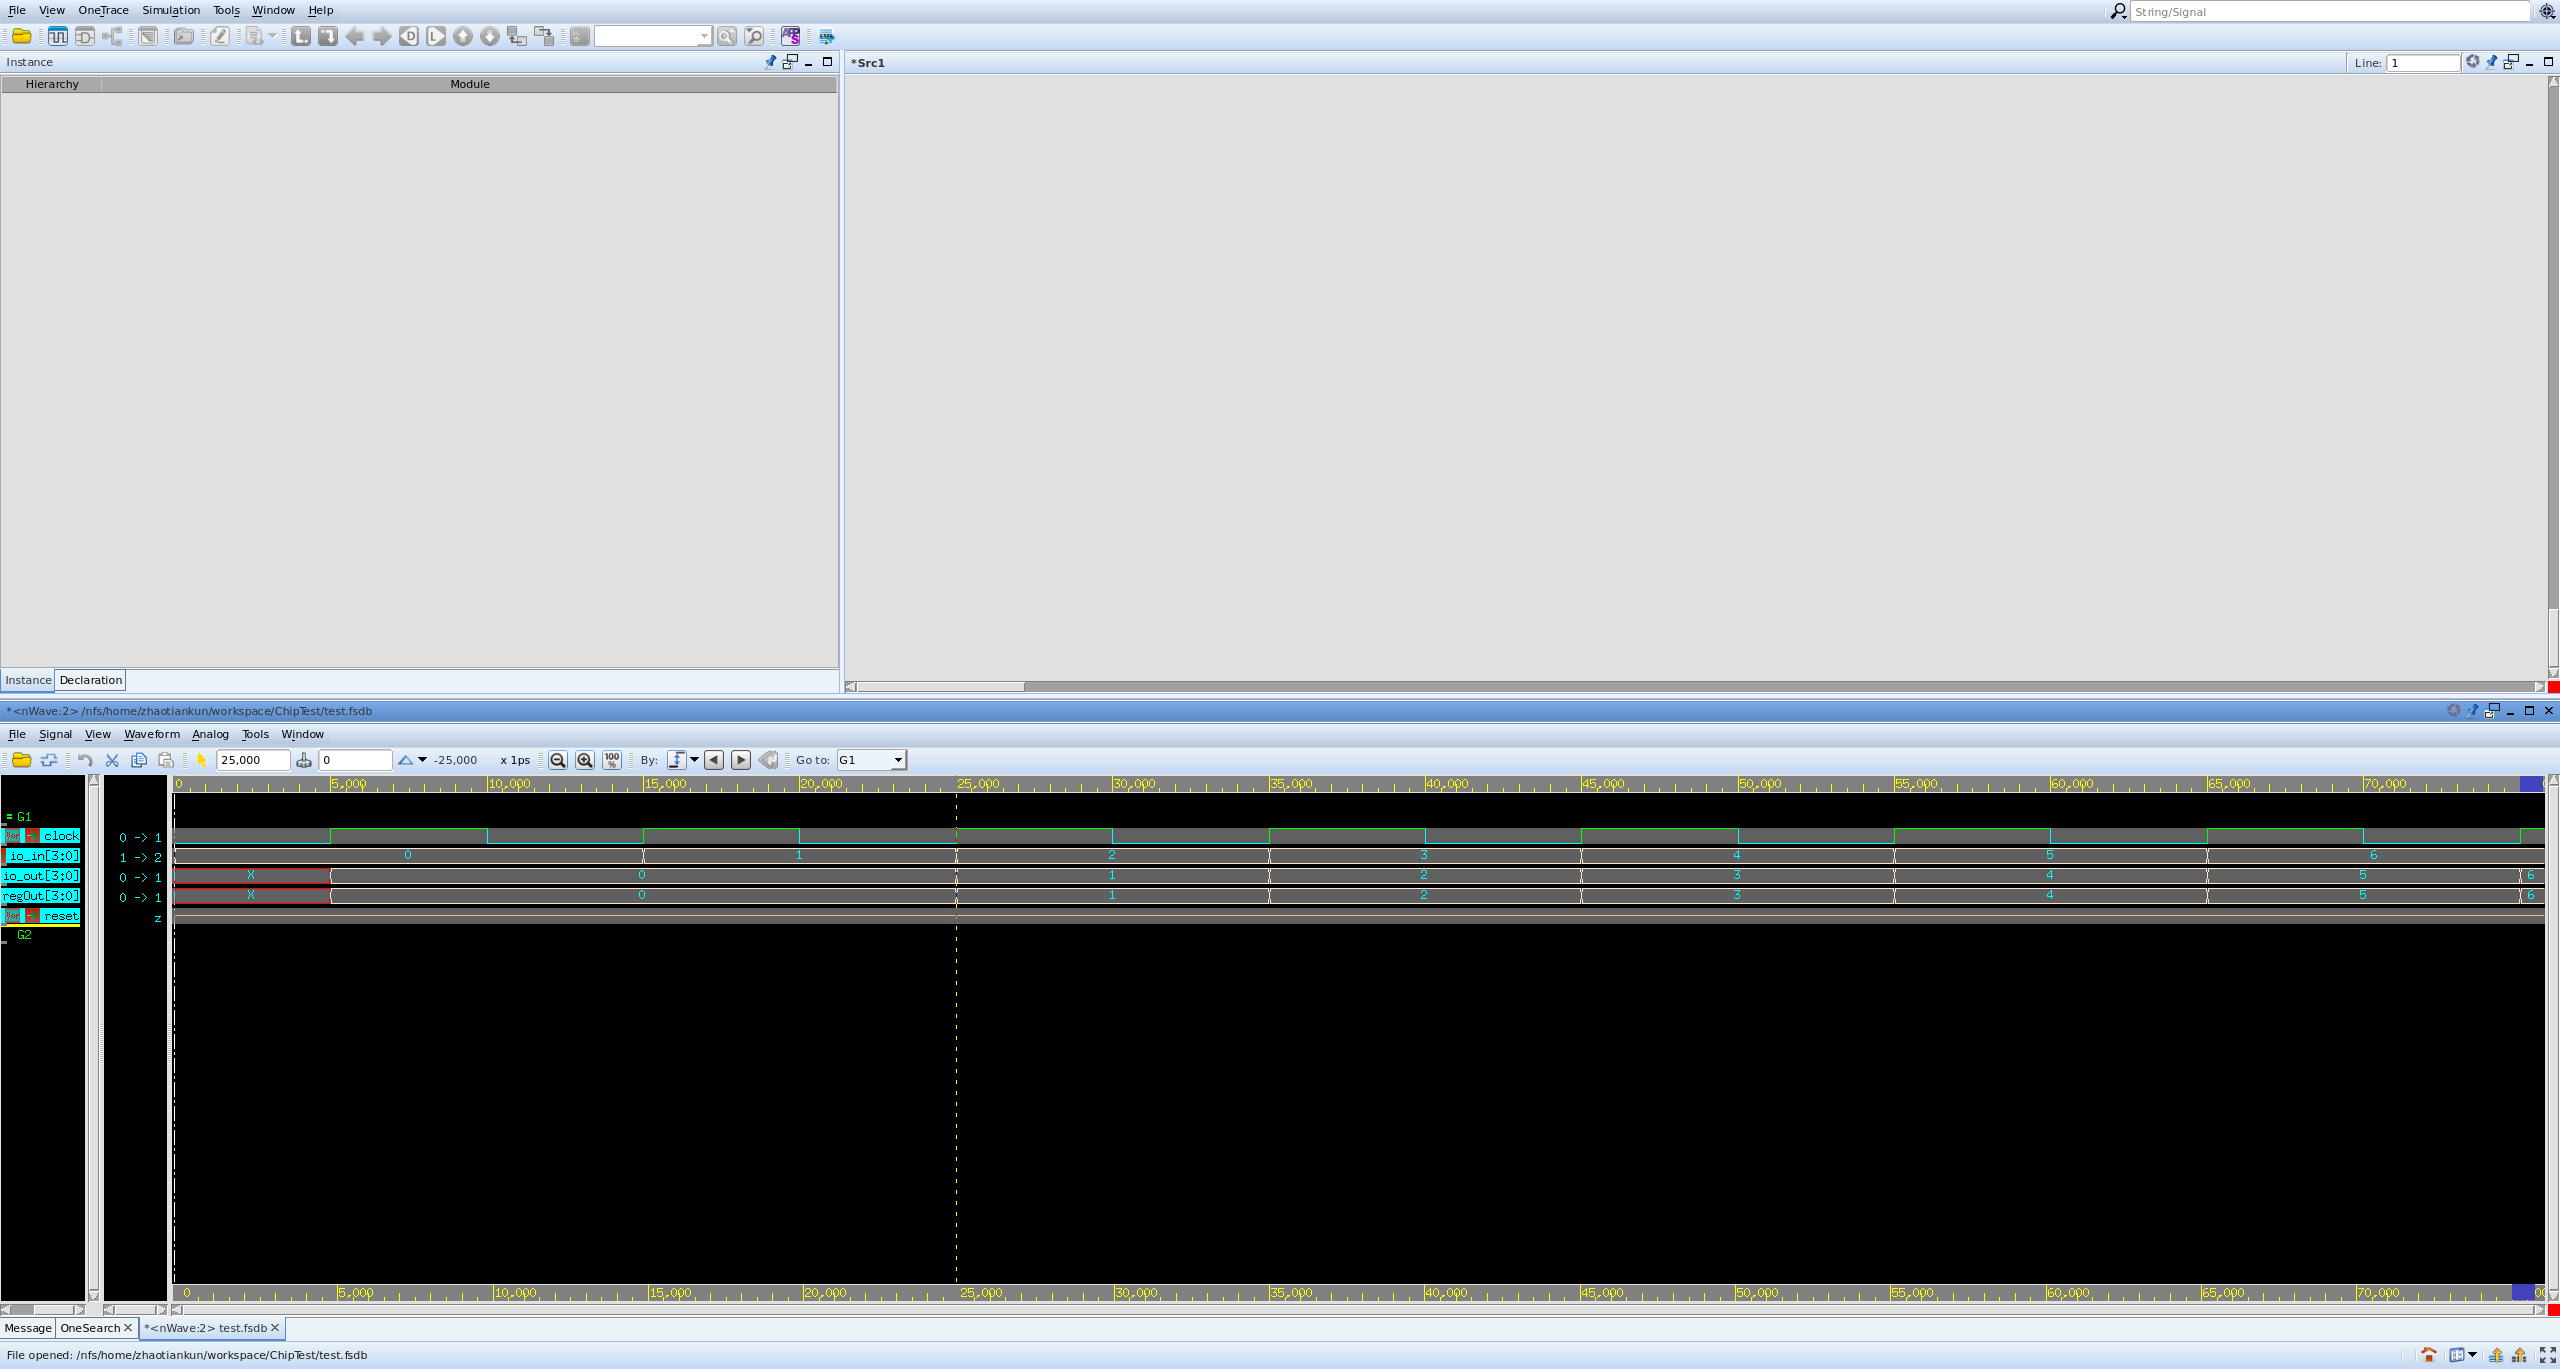 File View OneTrace Simulation Tools Window Help
String/Signal
Instance
*Src1
Line: 1
Hierarchy Module
Instance Declaration
*<nWave:2> /nfs/home/zhaotiankun/workspace/ChipTest/test.fsdb
File Signal View Waveform Analog Tools Window
25,000 0 -25,000 x 1ps 100% By: Go to: G1
0 5,000 10,000 15,000 20,000 25,000 30,000 35,000 40,000 45,000 50,000 55,000 60,000 65,000 70,000
= G1
clock 0 -> 1
io_in[3:0] 1 -> 2 0 1 2 3 4 5 6
io_out[3:0] 0 -> 1 X 0 1 2 3 4 5 6
regOut[3:0] 0 -> 1 X 0 1 2 3 4 5 6
reset z
G2
0 5,000 10,000 15,000 20,000 25,000 30,000 35,000 40,000 45,000 50,000 55,000 60,000 65,000 70,000 00
Message OneSearch *<nWave:2> test.fsdb
File opened: /nfs/home/zhaotiankun/workspace/ChipTest/test.fsdb